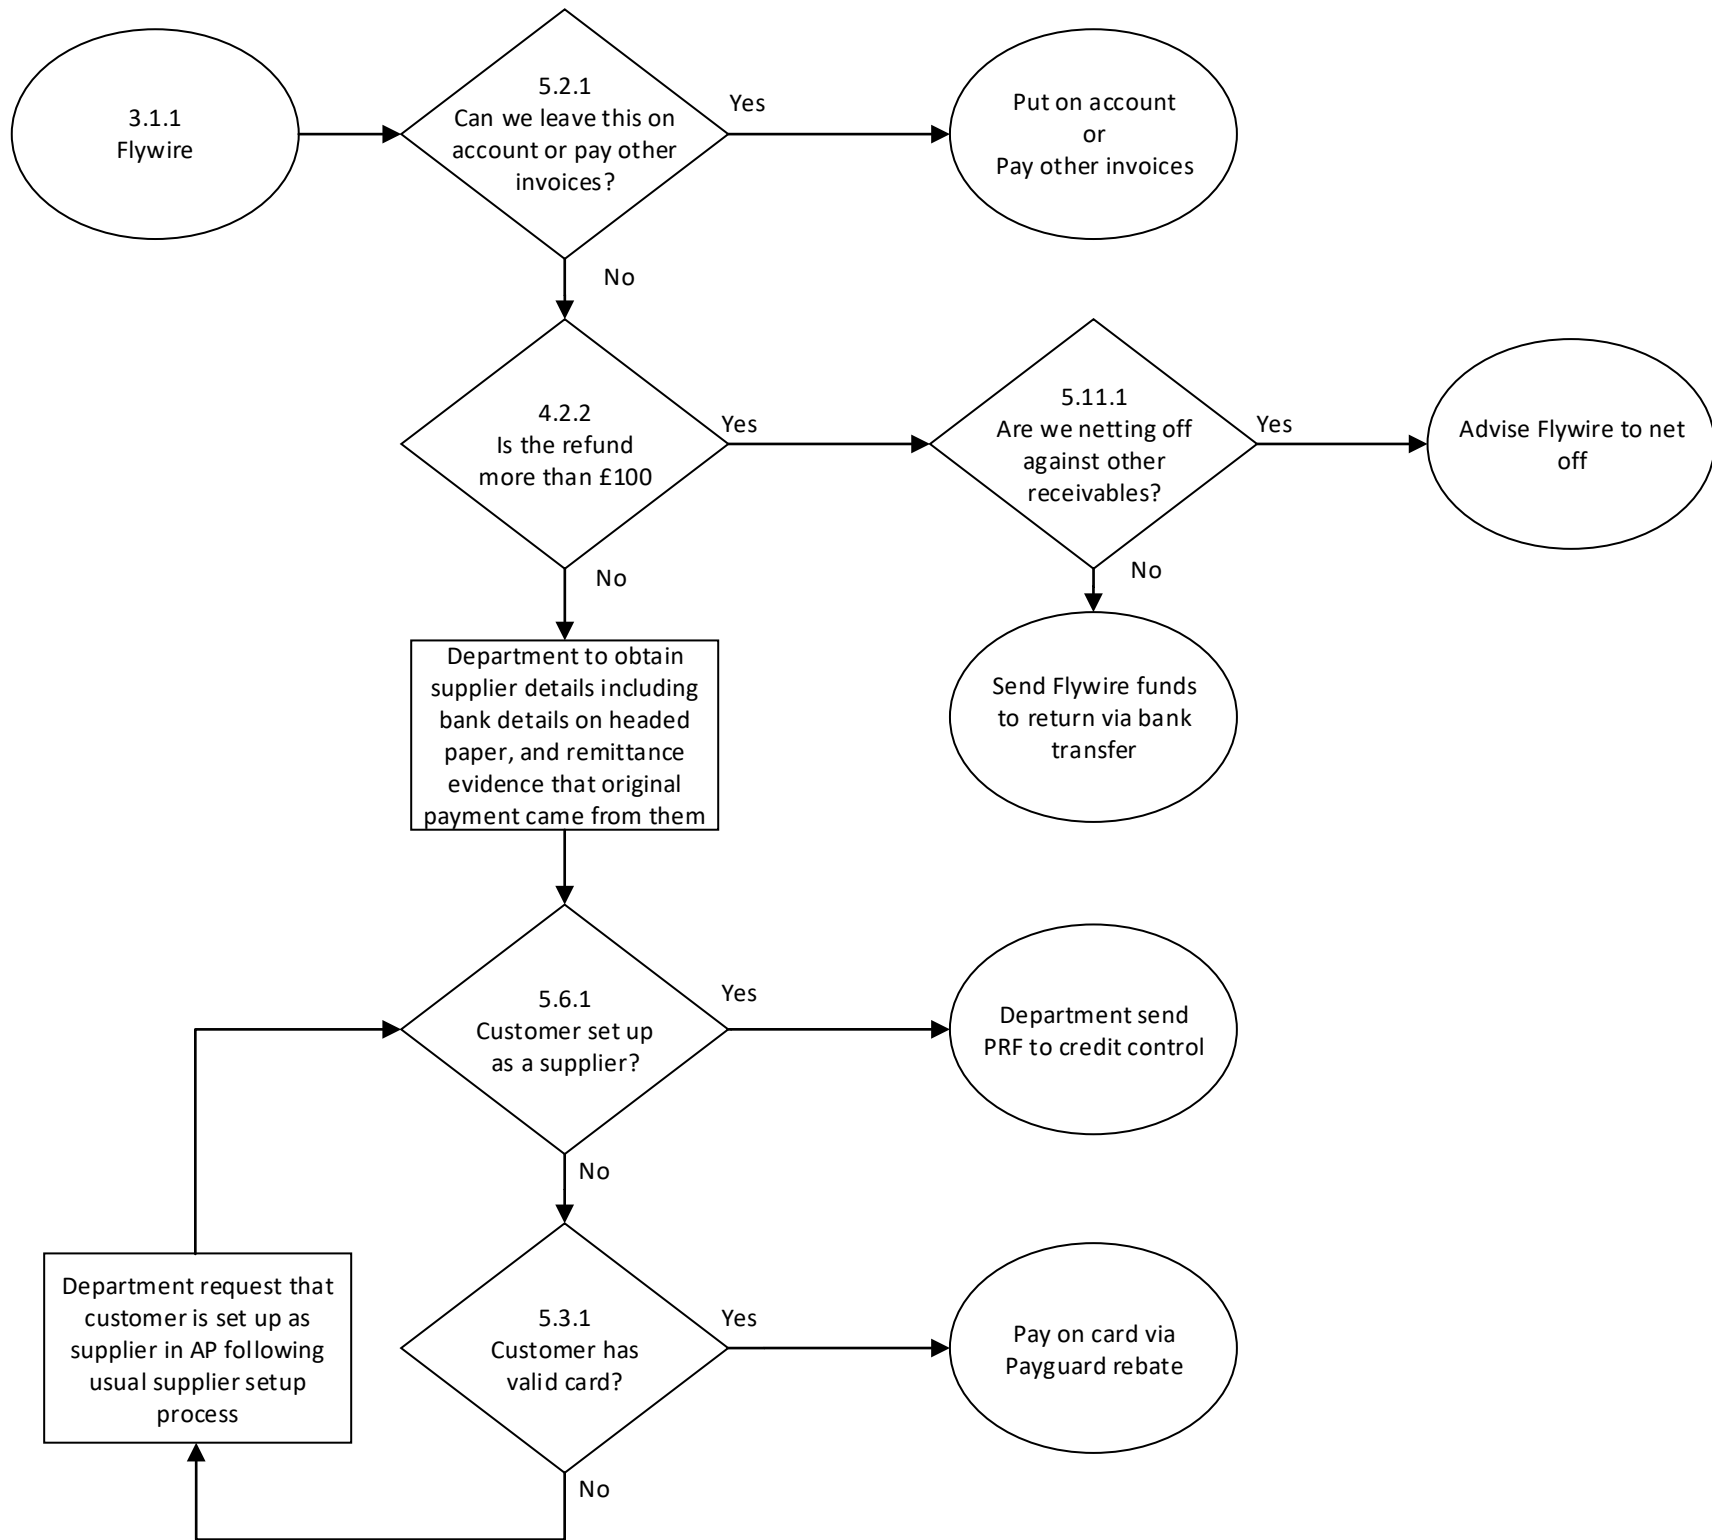 3.1.1
Flywire
5.2.1
Can we leave this on
account or pay other
invoices?
Yes
Put on account
or
Pay other invoices
No
4.2.2
Is the refund
more than £100
Yes
5.11.1
Are we netting off
against other
receivables?
Yes
Advise Flywire to net
off
No
No
Department to obtain
supplier details including
bank details on headed
paper, and remittance
evidence that original
payment came from them
Send Flywire funds
to return via bank
transfer
5.6.1
Customer set up
as a supplier?
Yes
Department send
PRF to credit control
No
Department request that
customer is set up as
supplier in AP following
usual supplier setup
process
5.3.1
Customer has
valid card?
Yes
Pay on card via
Payguard rebate
No